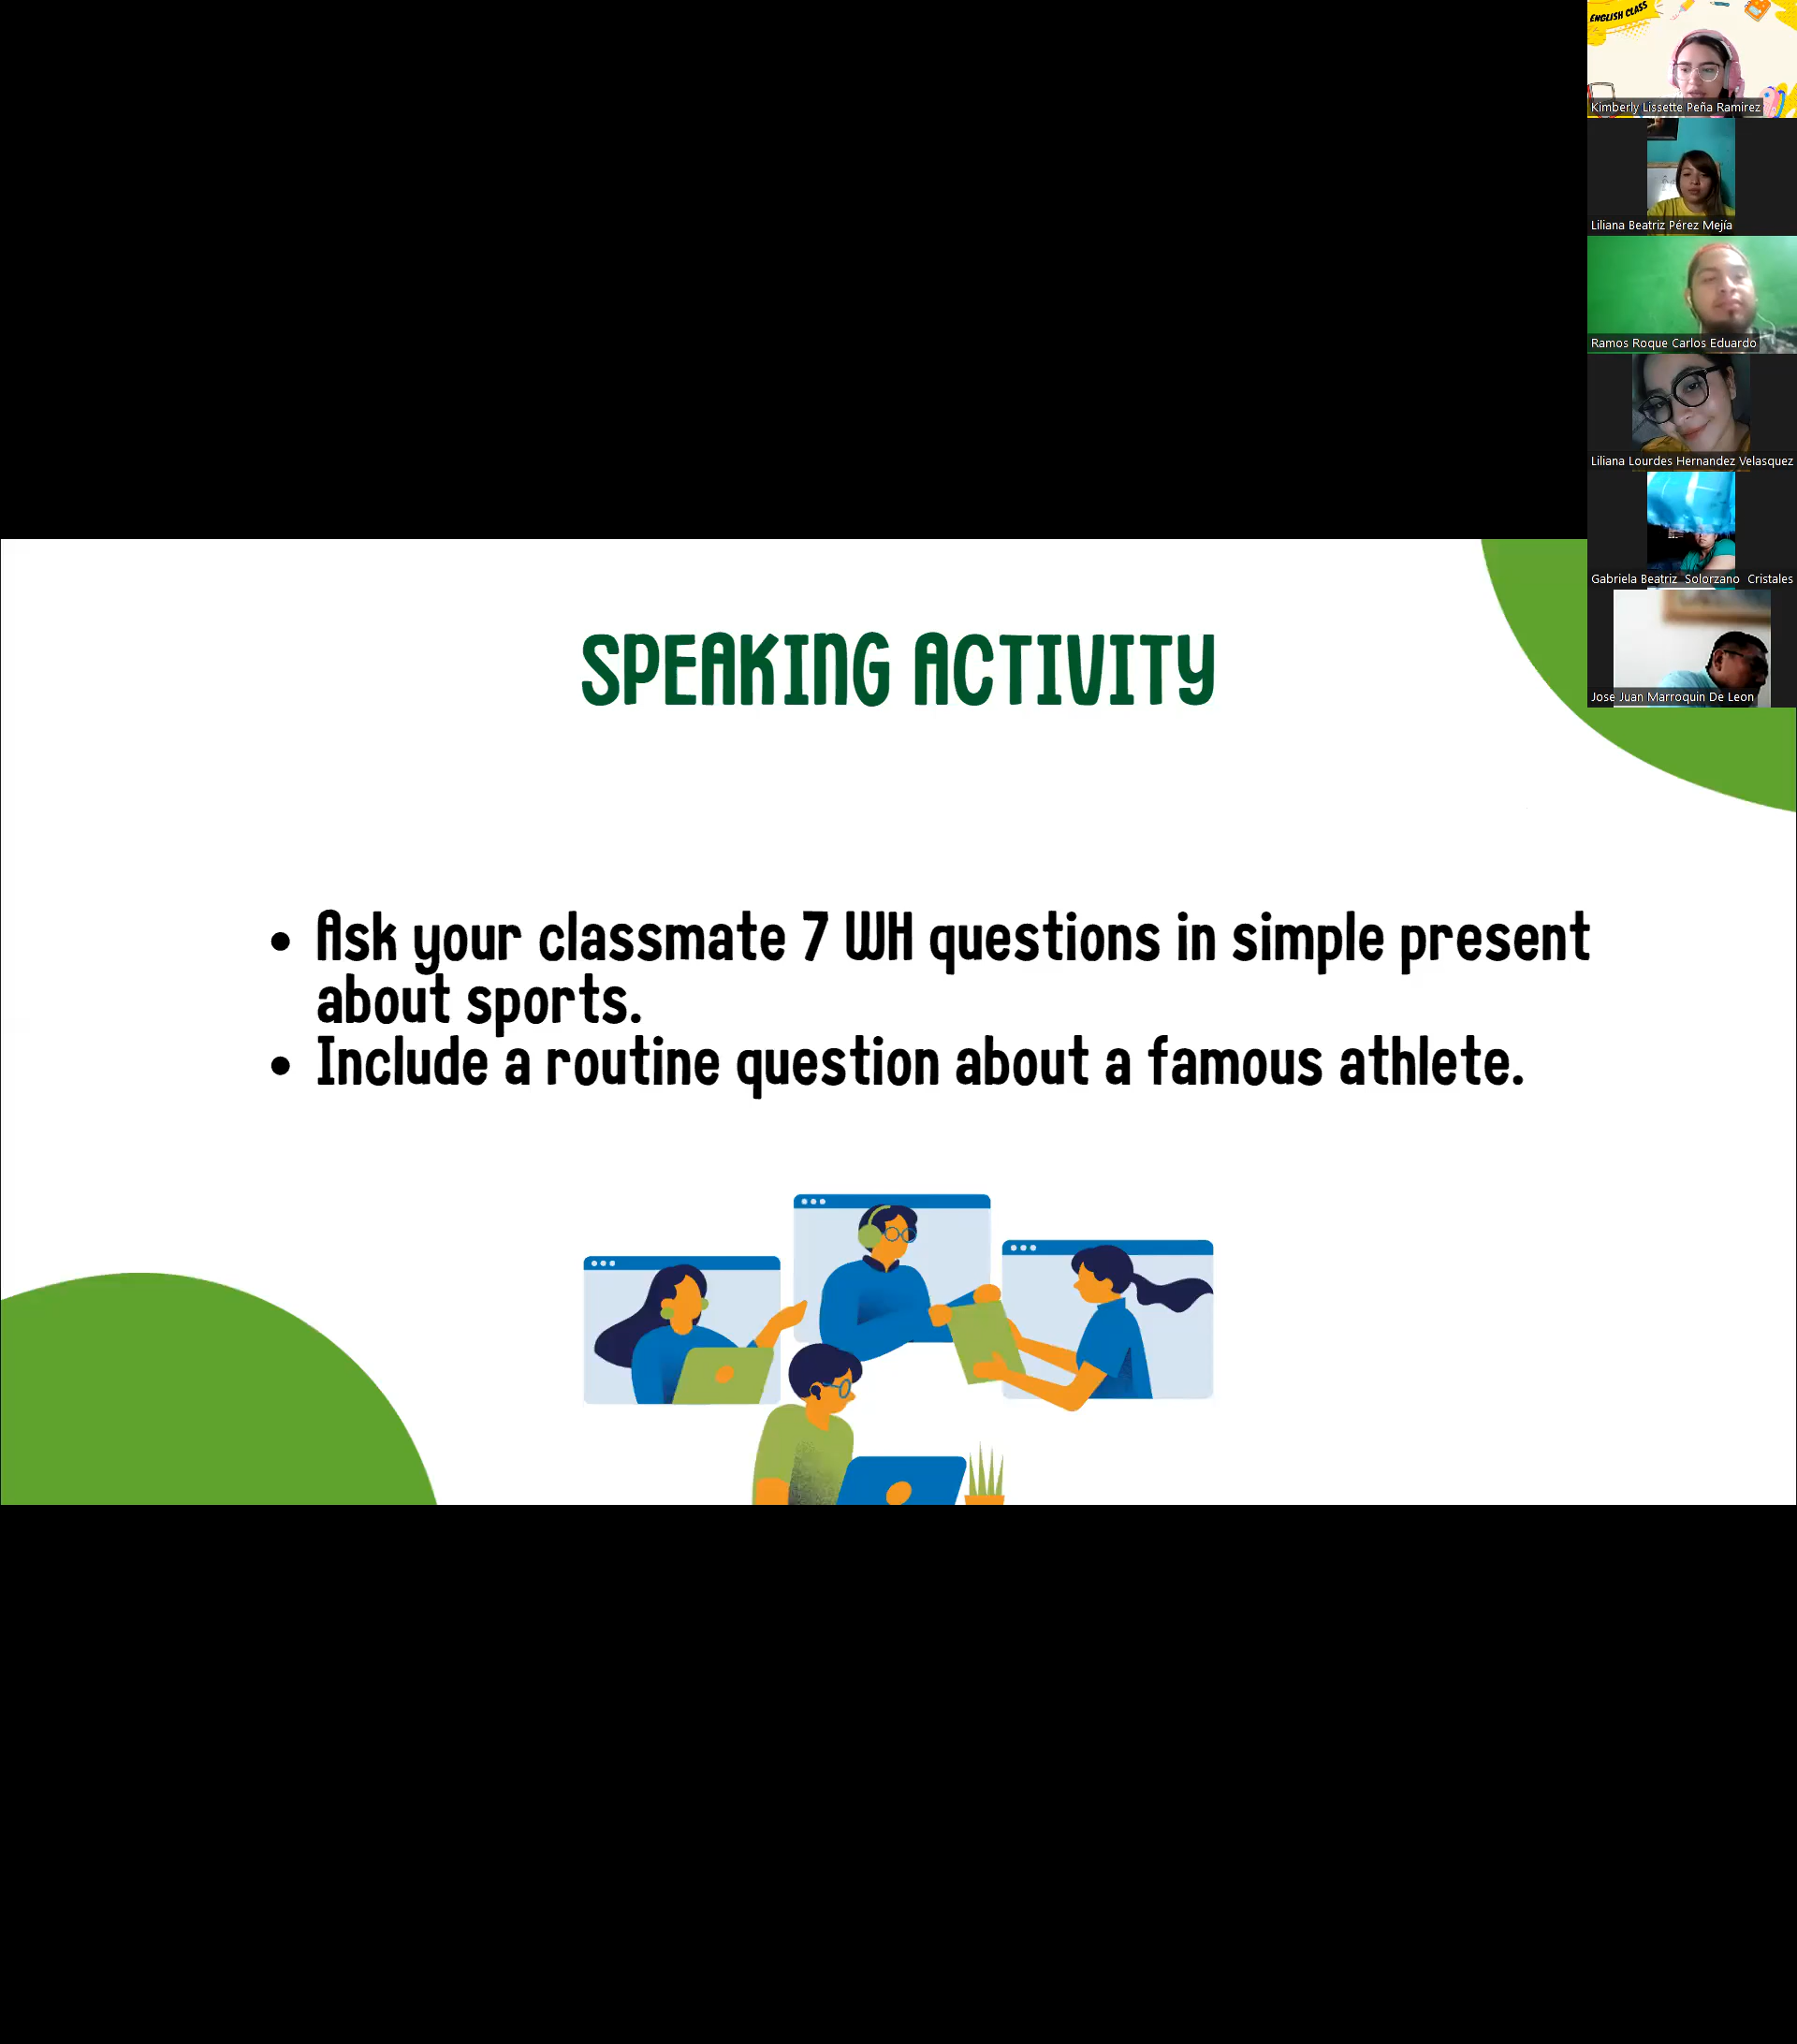 ENGLISH CLASS
Kimberly Lissette Peña Ramirez
Liliana Beatriz Pérez Mejía
Ramos Roque Carlos Eduardo
Liliana Lourdes Hernandez Velasquez
Gabriela Beatriz Solorzano Cristales
Jose Juan Marroquin De Leon
SPEAKING ACTIVITY
• Ask your classmate 7 WH questions in simple present
about sports.
• Include a routine question about a famous athlete.